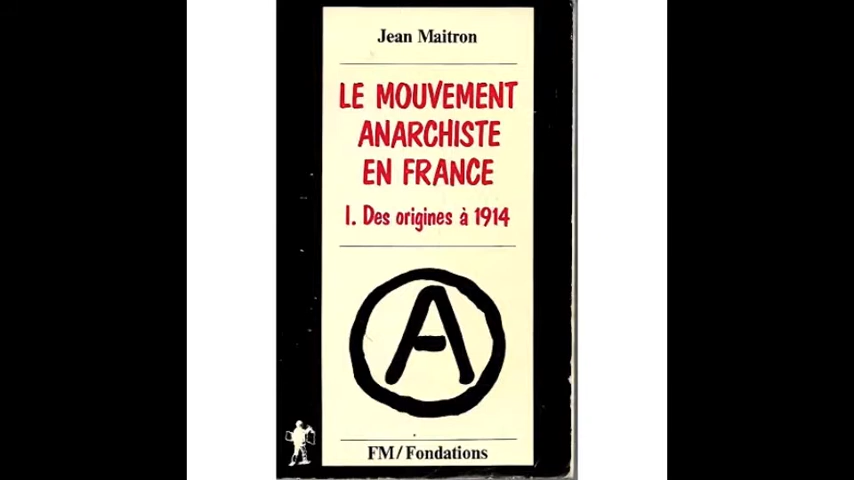 Jean Maitron
LE MOUVEMENT
ANARCHISTE
EN FRANCE
I. Des origines à 1914
A
FM/Fondations